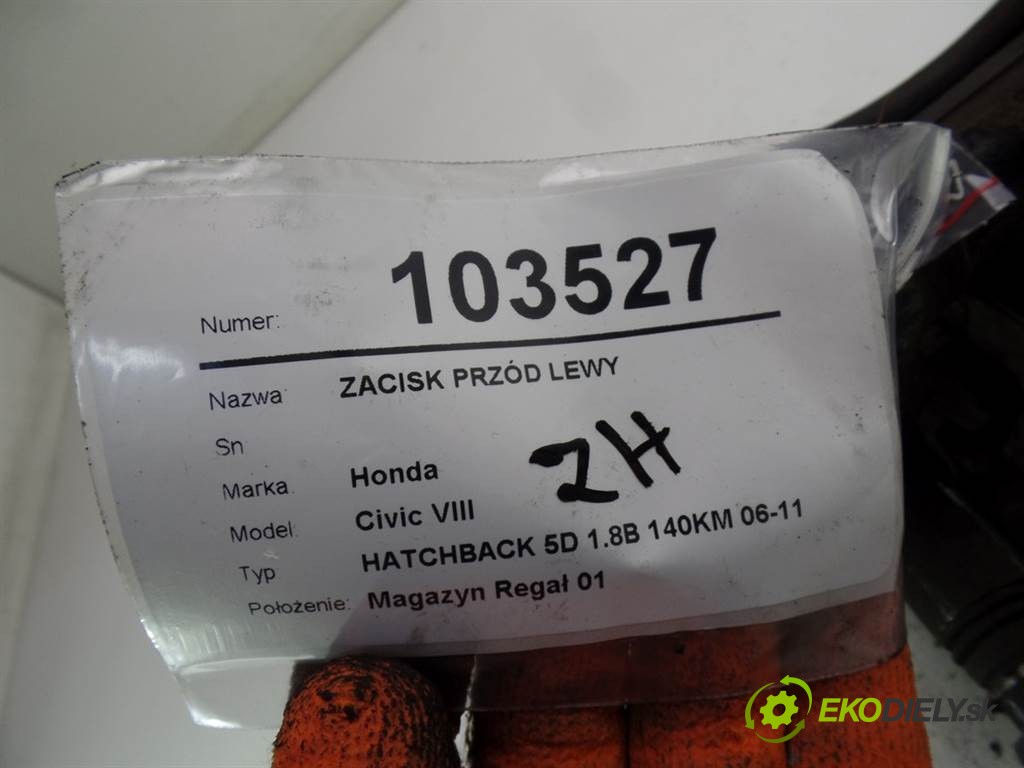 Numer: 103527
Nazwa: ZACISK PRZÓD LEWY
Sn
Marka Honda
ZH
Model: Civic VIII
Typ HATCHBACK 5D 1.8B 140KM 06-11
Położenie: Magazyn Regał 01
EKODIELY.sk